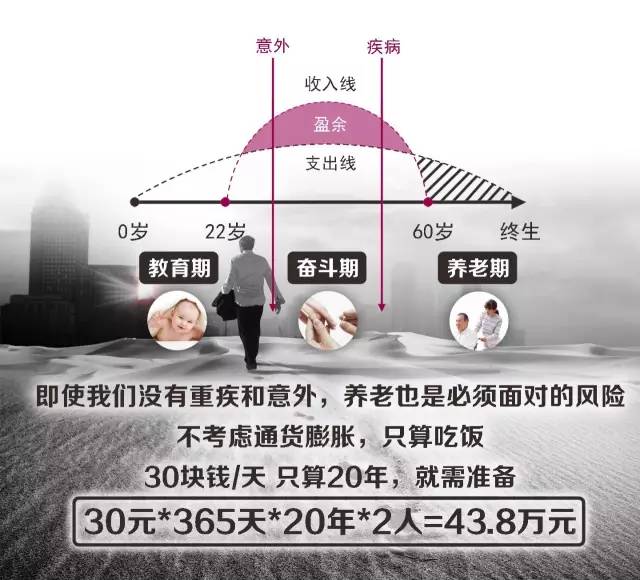 意外
疾病
收入线
盈余
支出线
0岁
22岁
60岁
终生
教育期
奋斗期
养老期
即使我们没有重疾和意外，养老也是必须面对的风险
不考虑通货膨胀，只算吃饭
30块钱/天 只算20年，就需准备
30元*365天*20年*2人=43.8万元